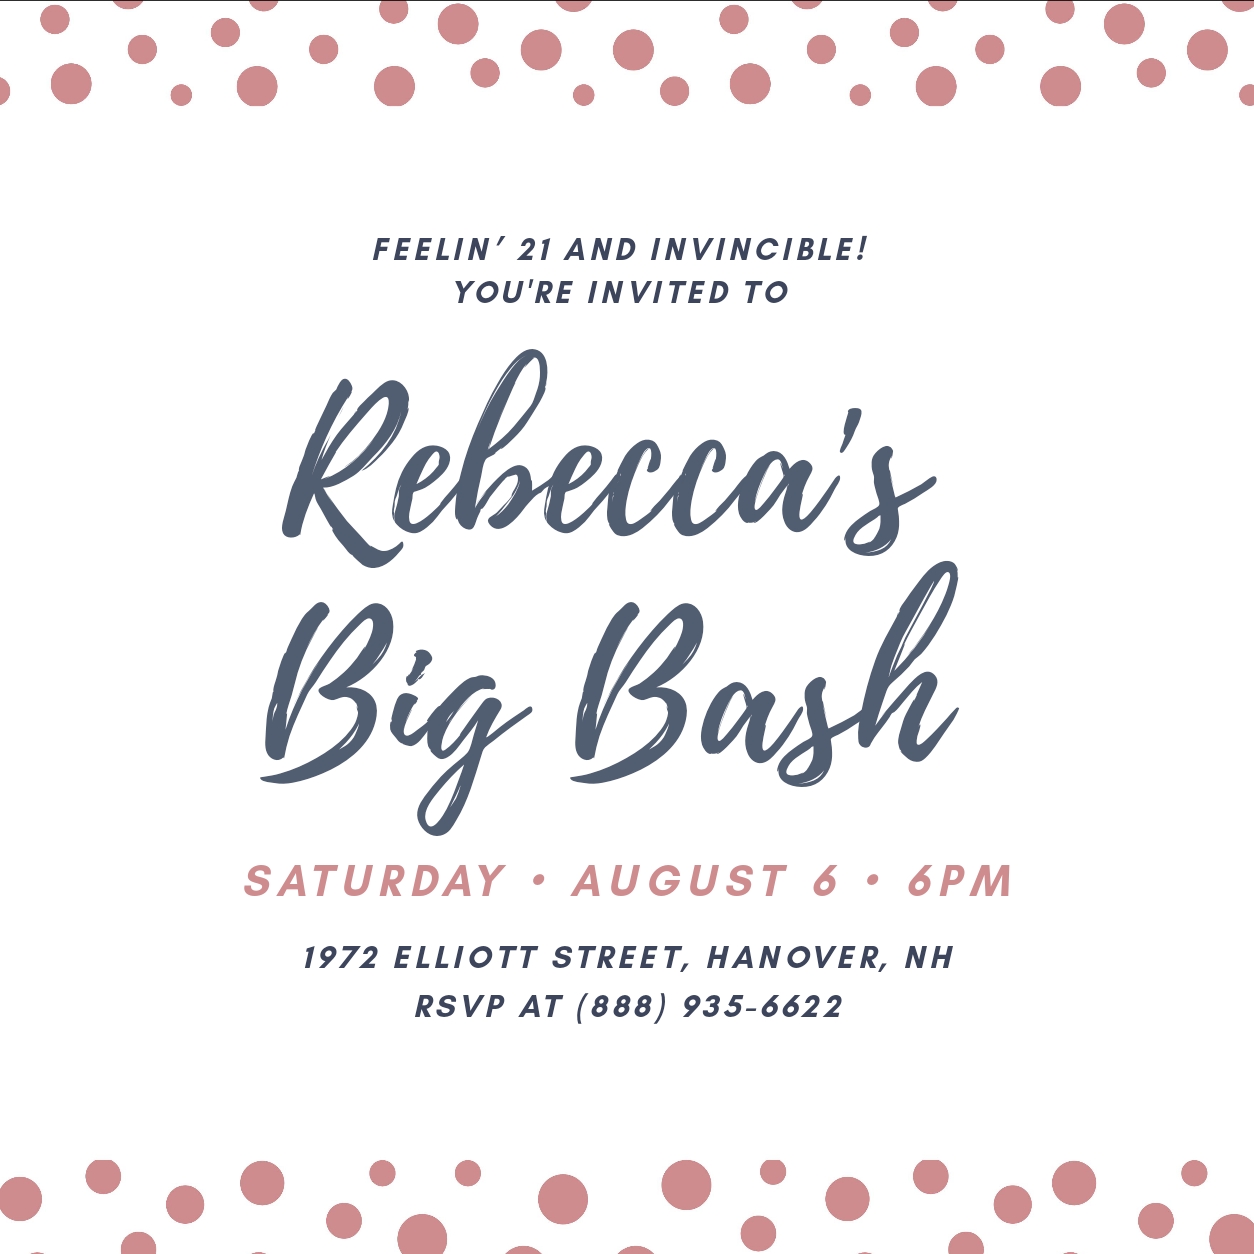 FEELIN’ 21 AND INVINCIBLE!
YOU'RE INVITED TO
Rebecca's
Big Bash
SATURDAY • AUGUST 6 • 6PM
1972 ELLIOTT STREET, HANOVER, NH
RSVP AT (888) 935-6622